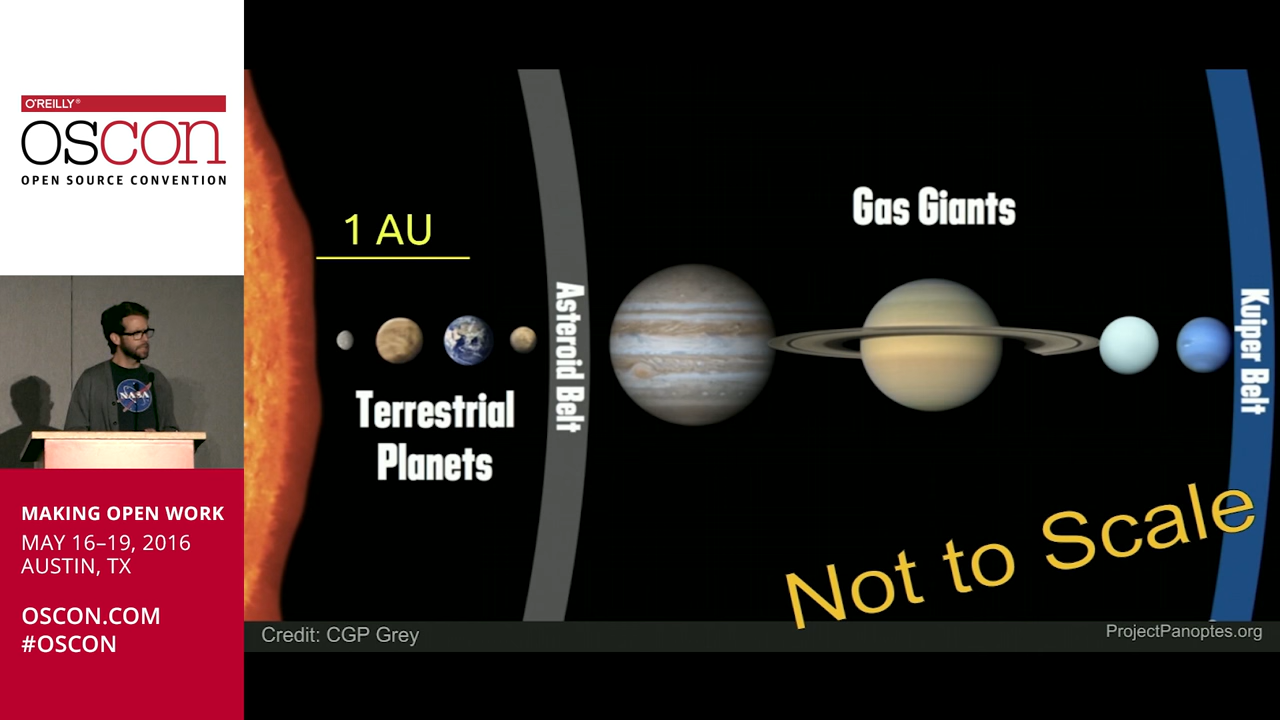 O'REILLY®
OSCON
OPEN SOURCE CONVENTION
NASA
MAKING OPEN WORK
MAY 16–19, 2016
AUSTIN, TX
OSCON.COM
#OSCON
1 AU
Terrestrial
Planets
Asteroid Belt
Gas Giants
Kuiper Belt
Not to Scale
Credit: CGP Grey
ProjectPanoptes.org